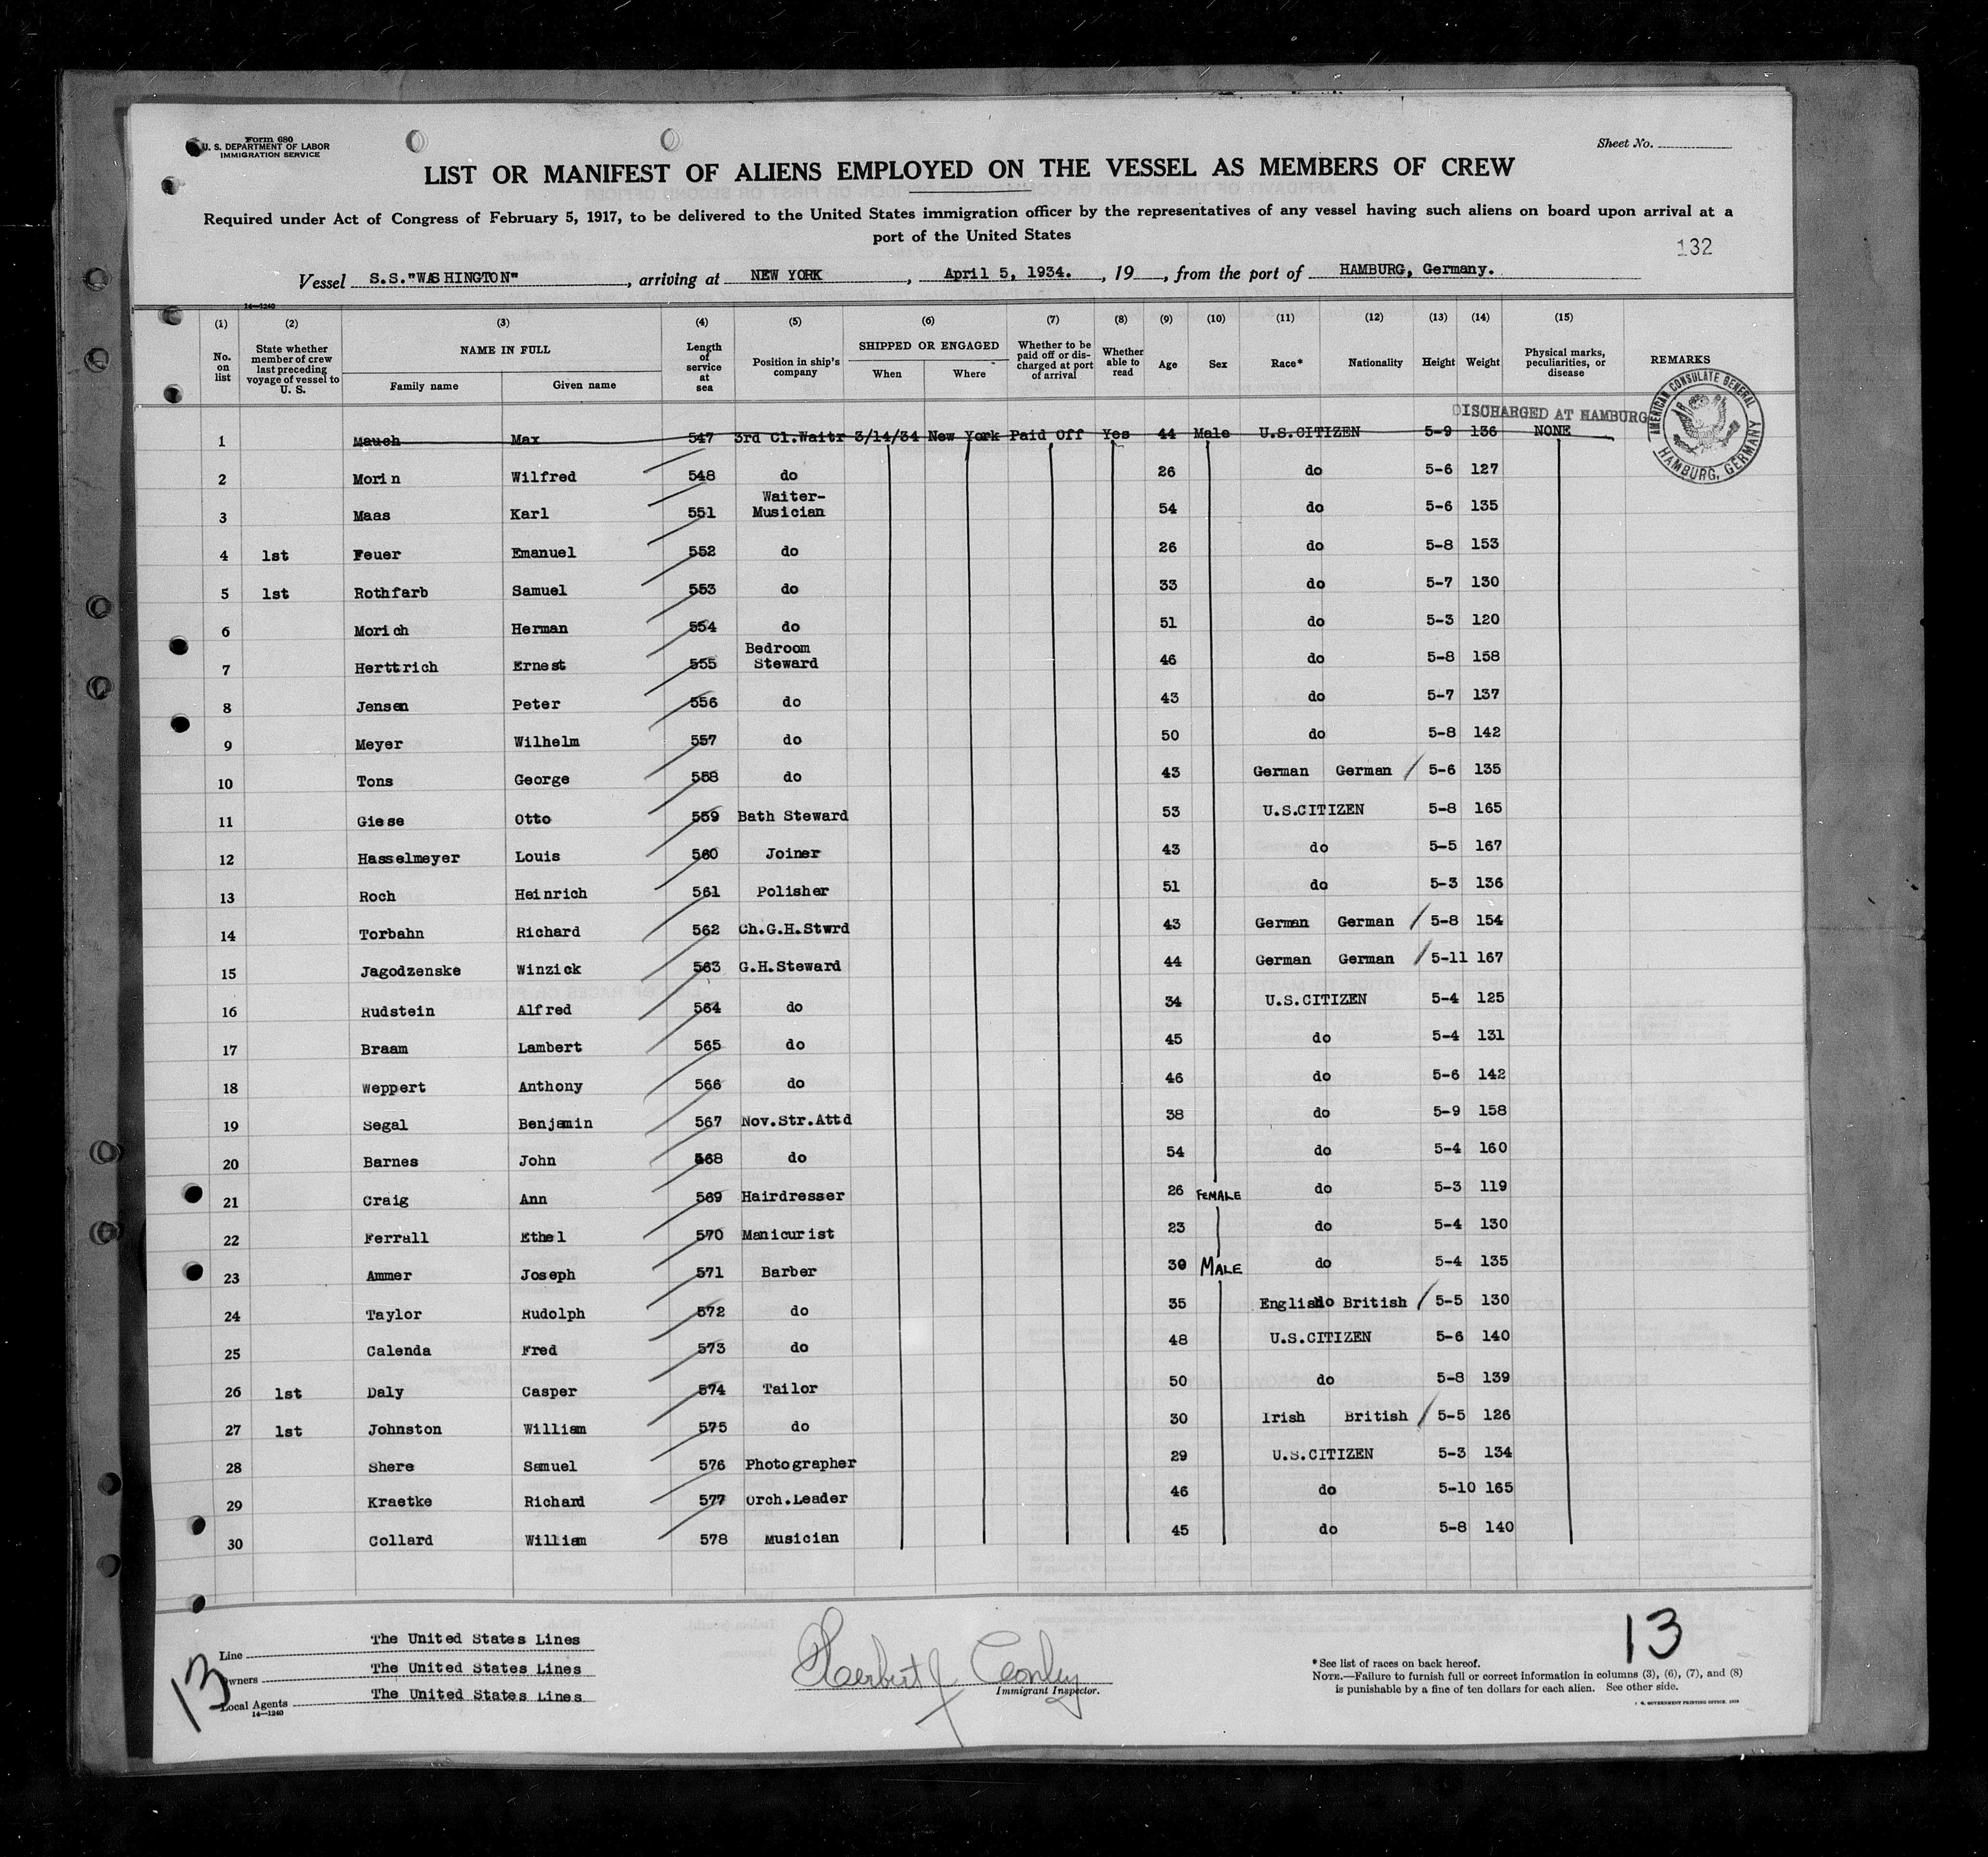 Form 680
U. S. DEPARTMENT OF LABOR
IMMIGRATION SERVICE
Sheet No.
LIST OR MANIFEST OF ALIENS EMPLOYED ON THE VESSEL AS MEMBERS OF CREW
Required under Act of Congress of February 5, 1917, to be delivered to the United States immigration officer by the representatives of any vessel having such aliens on board upon arrival at a
port of the United States
132
Vessel S.S."WASHINGTON", arriving at NEW YORK, April 5, 1934., 19, from the port of HAMBURG, Germany.
14—1240
(1) (2) (3) (4) (5) (6) (7) (8) (9) (10) (11) (12) (13) (14) (15)
No. on list State whether member of crew last preceding voyage of vessel to U. S. NAME IN FULL Family name Given name Length of service at sea Position in ship's company SHIPPED OR ENGAGED When Where Whether to be paid off or discharged at port of arrival Whether able to read Age Sex Race* Nationality Height Weight Physical marks, peculiarities, or disease REMARKS
DISCHARGED AT HAMBURG
AMERICAN CONSULATE GENERAL HAMBURG, GERMANY
1 Mauch Max 547 3rd Cl.Waitr 3/14/34 New York Paid Off Yes 44 Male U.S.CITIZEN 5-9 136 NONE
2 Morin Wilfred 548 do 26 do 5-6 127
3 Maas Karl 551 Waiter-Musician 54 do 5-6 135
4 1st Feuer Emanuel 552 do 26 do 5-8 153
5 1st Rothfarb Samuel 553 do 33 do 5-7 130
6 Morich Herman 554 do 51 do 5-3 120
7 Herttrich Ernest 555 Bedroom Steward 46 do 5-8 158
8 Jensen Peter 556 do 43 do 5-7 137
9 Meyer Wilhelm 557 do 50 do 5-8 142
10 Tons George 558 do 43 German German / 5-6 135
11 Giese Otto 559 Bath Steward 53 U.S.CITIZEN 5-8 165
12 Hasselmeyer Louis 560 Joiner 43 do 5-5 167
13 Roch Heinrich 561 Polisher 51 do 5-3 136
14 Torbahn Richard 562 Ch.G.H.Stwrd 43 German German / 5-8 154
15 Jagodzenske Winzick 563 G.H.Steward 44 German German / 5-11 167
16 Rudstein Alfred 564 do 34 U.S.CITIZEN 5-4 125
17 Braam Lambert 565 do 45 do 5-4 131
18 Weppert Anthony 566 do 46 do 5-6 142
19 Segal Benjamin 567 Nov.Str.Attd 38 do 5-9 158
20 Barnes John 568 do 54 do 5-4 160
21 Craig Ann 569 Hairdresser 26 FEMALE do 5-3 119
22 Ferrall Ethel 570 Manicurist 23 do 5-4 130
23 Ammer Joseph 571 Barber 30 MALE do 5-4 135
24 Taylor Rudolph 572 do 35 English British / 5-5 130
25 Calenda Fred 573 do 48 U.S.CITIZEN 5-6 140
26 1st Daly Casper 574 Tailor 50 do 5-8 139
27 1st Johnston William 575 do 30 Irish British / 5-5 126
28 Shere Samuel 576 Photographer 29 U.S.CITIZEN 5-3 134
29 Kraetke Richard 577 Orch.Leader 46 do 5-10 165
30 Collard William 578 Musician 45 do 5-8 140
13
13
Line The United States Lines
Owners The United States Lines
Local Agents The United States Lines
14—1240
Herbert J Conley
Immigrant Inspector.
*See list of races on back hereof.
NOTE.—Failure to furnish full or correct information in columns (3), (6), (7), and (8)
is punishable by a fine of ten dollars for each alien. See other side.